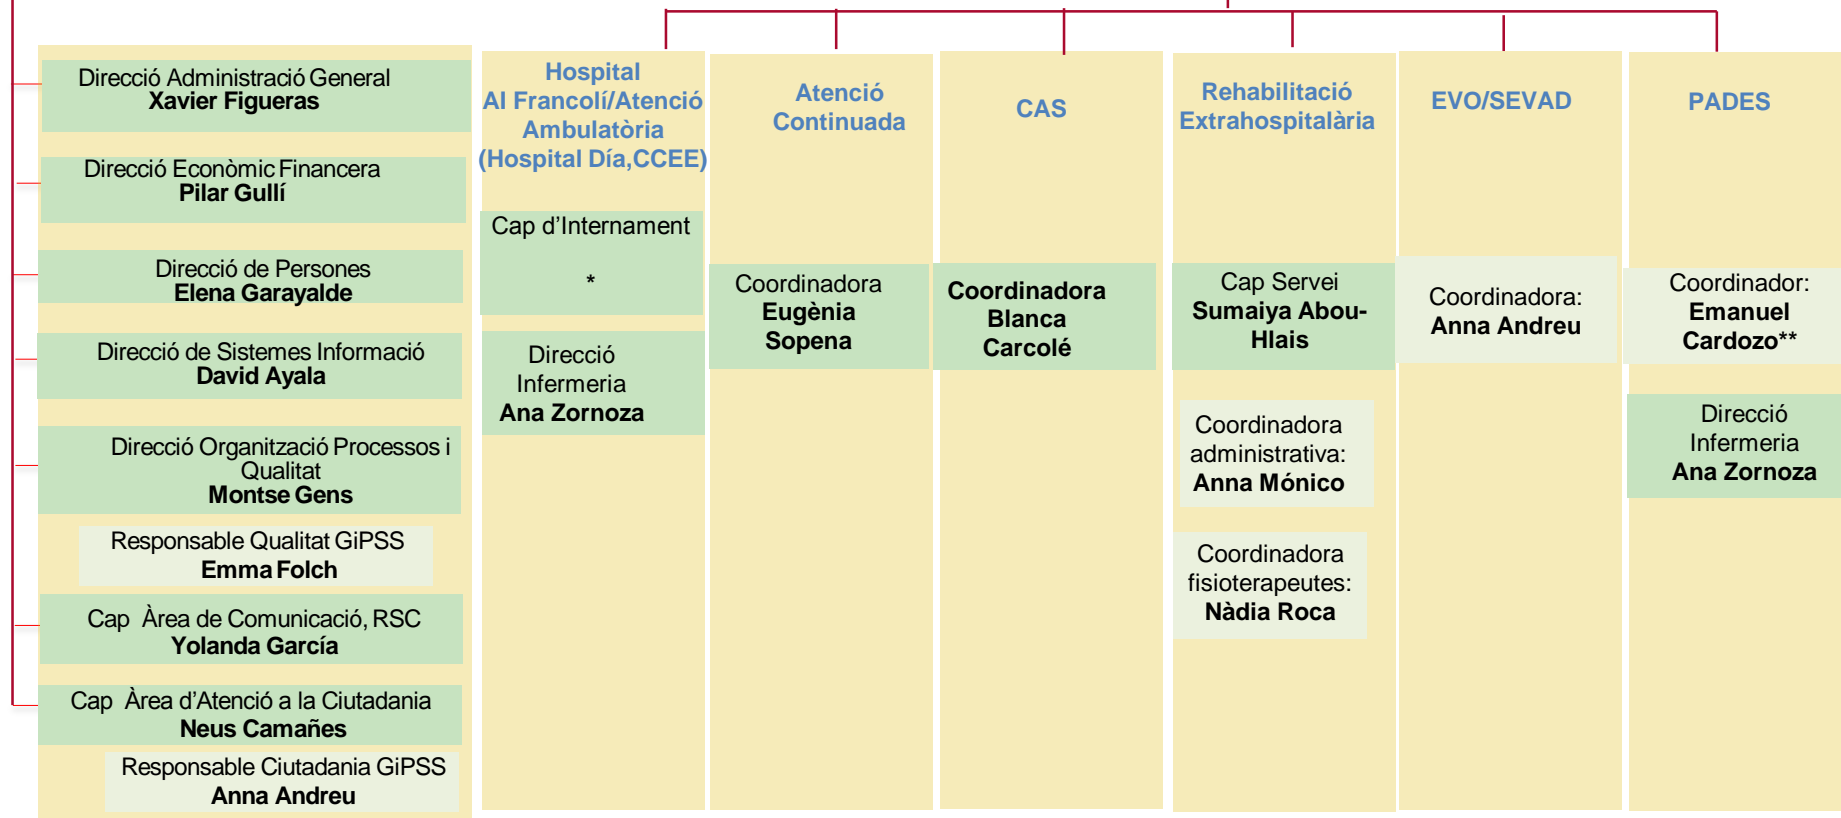 Direcció Administració General
Xavier Figueras
Direcció Econòmic Financera
Pilar Gullí
Direcció de Persones
Elena Garayalde
Direcció de Sistemes Informació
David Ayala
Direcció Organització Processos i
Qualitat
Montse Gens
Responsable Qualitat GiPSS
Emma Folch
Cap Àrea de Comunicació, RSC
Yolanda García
Cap Àrea d’Atenció a la Ciutadania
Neus Camañes
Responsable Ciutadania GiPSS
Anna Andreu
Hospital
AI Francolí/Atenció
Ambulatòria
(Hospital Día,CCEE)
Cap d’Internament
*
Direcció
Infermeria
Ana Zornoza
Atenció
Continuada
Coordinadora
Eugènia
Sopena
CAS
Coordinadora
Blanca
Carcolé
Rehabilitació
Extrahospitalària
Cap Servei
Sumaiya Abou-
Hlais
Coordinadora
administrativa:
Anna Mónico
Coordinadora
fisioterapeutes:
Nàdia Roca
EVO/SEVAD
Coordinadora:
Anna Andreu
PADES
Coordinador:
Emanuel
Cardozo**
Direcció
Infermeria
Ana Zornoza